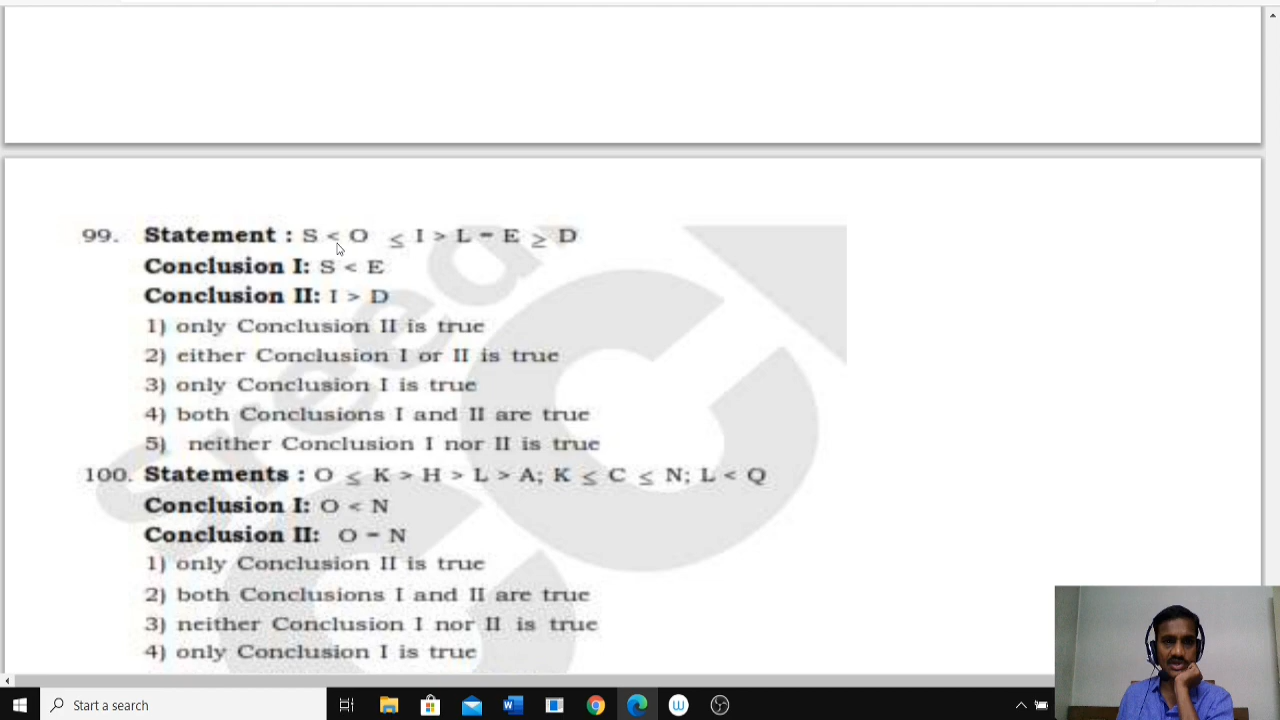 99. Statement : S < O ≤ I > L = E ≥ D
Conclusion I: S < E
Conclusion II: I > D
1) only Conclusion II is true
2) either Conclusion I or II is true
3) only Conclusion I is true
4) both Conclusions I and II are true
5) neither Conclusion I nor II is true
100. Statements : O ≤ K > H > L > A; K ≤ C ≤ N; L < Q
Conclusion I: O < N
Conclusion II: O = N
1) only Conclusion II is true
2) both Conclusions I and II are true
3) neither Conclusion I nor II is true
4) only Conclusion I is true
Sreed
Start a search